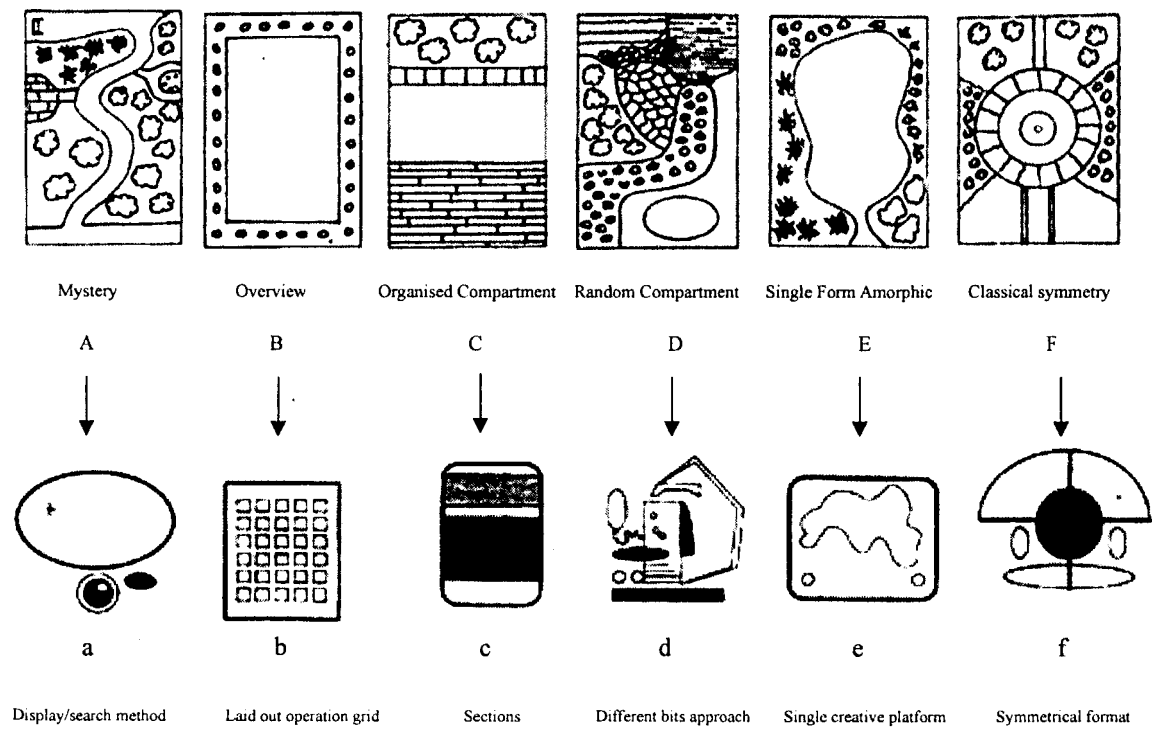 Mystery
Overview
Organised Compartment
Random Compartment
Single Form Amorphic
Classical symmetry
A
B
C
D
E
F
a
b
c
d
e
f
Display/search method
Laid out operation grid
Sections
Different bits approach
Single creative platform
Symmetrical format